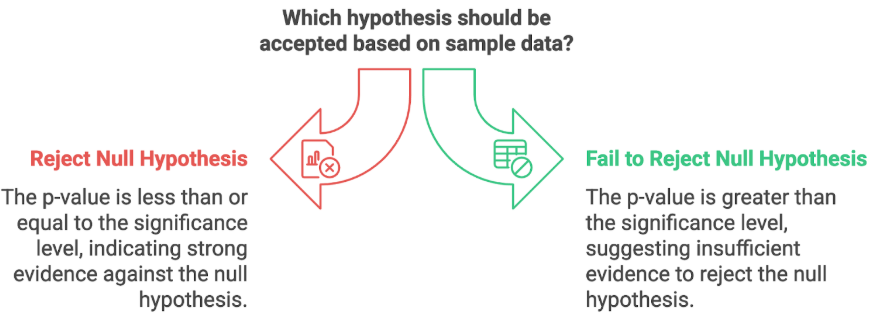 Which hypothesis should be
accepted based on sample data?
Reject Null Hypothesis
The p-value is less than or
equal to the significance
level, indicating strong
evidence against the null
hypothesis.
Fail to Reject Null Hypothesis
The p-value is greater than
the significance level,
suggesting insufficient
evidence to reject the null
hypothesis.